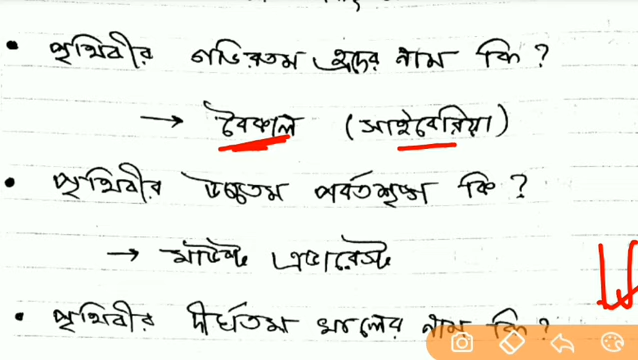 • পৃথিবীর গভিরতম হ্রদের নাম কি ?
→ বৈকাল (সাইবেরিয়া)
• পৃথিবীর উচ্চতম পর্বতশৃঙ্গ কি ?
→ মাউন্ট এভারেস্ট
• পৃথিবীর দীর্ঘতম খালের নাম কি ?